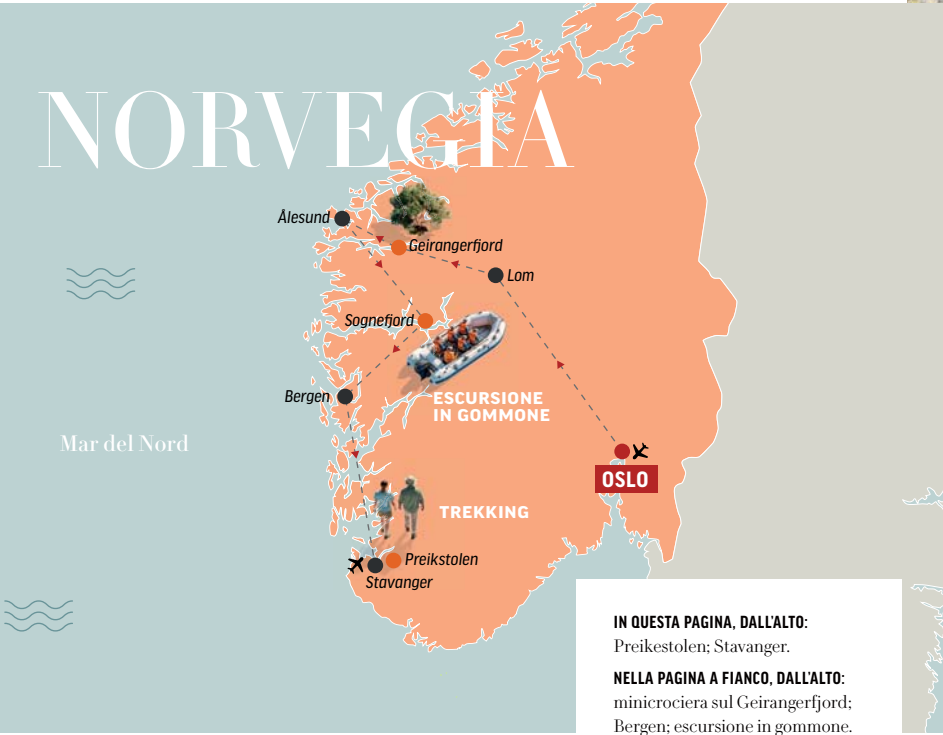 NORVEGIA
Ålesund
Geirangerfjord
Lom
Sognefjord
Bergen
ESCURSIONE
IN GOMMONE
Mar del Nord
OSLO
TREKKING
Preikstolen
Stavanger
IN QUESTA PAGINA, DALL'ALTO:
Preikestolen; Stavanger.
NELLA PAGINA A FIANCO, DALL'ALTO:
minicrociera sul Geirangerfjord;
Bergen; escursione in gommone.